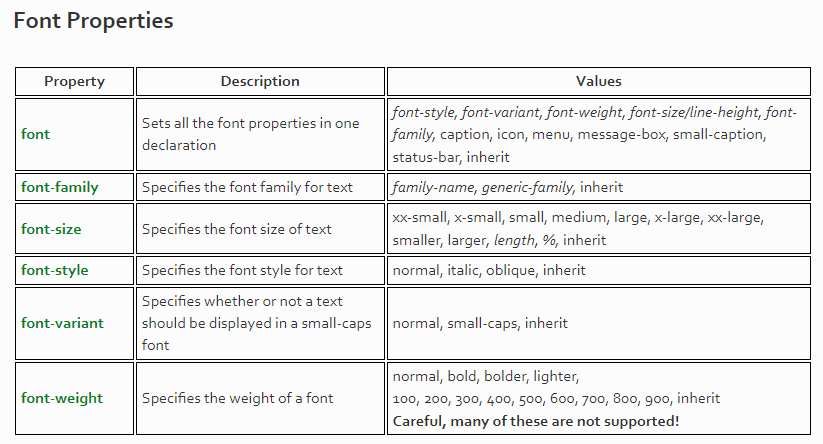 Font Properties
Property Description Values
font
Sets all the font properties in one
declaration
font-style, font-variant, font-weight, font-size/line-height, font-
family, caption, icon, menu, message-box, small-caption,
status-bar, inherit
font-family Specifies the font family for text family-name, generic-family, inherit
font-size Specifies the font size of text
xx-small, x-small, small, medium, large, x-large, xx-large,
smaller, larger, length, %, inherit
font-style Specifies the font style for text normal, italic, oblique, inherit
font-variant
Specifies whether or not a text
should be displayed in a small-caps
font
normal, small-caps, inherit
font-weight Specifies the weight of a font
normal, bold, bolder, lighter,
100, 200, 300, 400, 500, 600, 700, 800, 900, inherit
Careful, many of these are not supported!